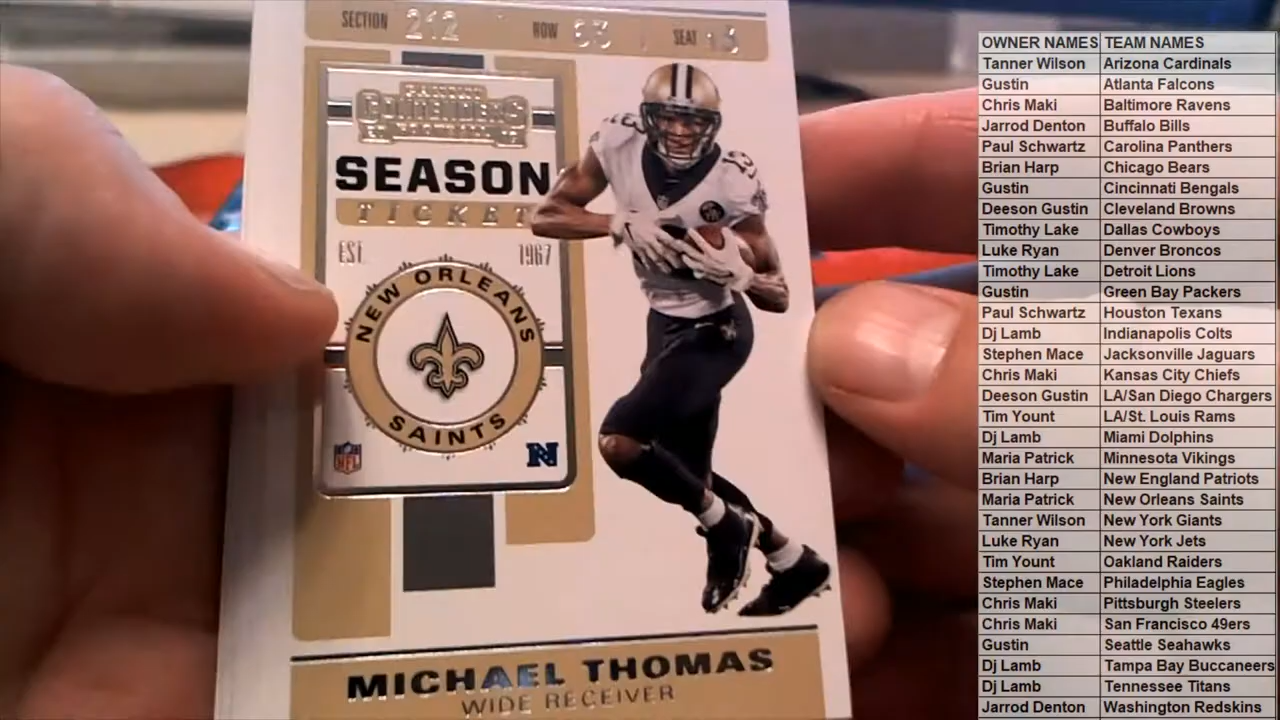 SECTION 212 ROW 63 SEAT 13
PANINI
CONTENDERS
SEASON
TICKET
EST. 1967
NEW ORLEANS
SAINTS
NFL
N
13
MICHAEL THOMAS
WIDE RECEIVER
OWNER NAMES TEAM NAMES
Tanner Wilson Arizona Cardinals
Gustin Atlanta Falcons
Chris Maki Baltimore Ravens
Jarrod Denton Buffalo Bills
Paul Schwartz Carolina Panthers
Brian Harp Chicago Bears
Gustin Cincinnati Bengals
Deeson Gustin Cleveland Browns
Timothy Lake Dallas Cowboys
Luke Ryan Denver Broncos
Timothy Lake Detroit Lions
Gustin Green Bay Packers
Paul Schwartz Houston Texans
Dj Lamb Indianapolis Colts
Stephen Mace Jacksonville Jaguars
Chris Maki Kansas City Chiefs
Deeson Gustin LA/San Diego Chargers
Tim Yount LA/St. Louis Rams
Dj Lamb Miami Dolphins
Maria Patrick Minnesota Vikings
Brian Harp New England Patriots
Maria Patrick New Orleans Saints
Tanner Wilson New York Giants
Luke Ryan New York Jets
Tim Yount Oakland Raiders
Stephen Mace Philadelphia Eagles
Chris Maki Pittsburgh Steelers
Chris Maki San Francisco 49ers
Gustin Seattle Seahawks
Dj Lamb Tampa Bay Buccaneers
Dj Lamb Tennessee Titans
Jarrod Denton Washington Redskins